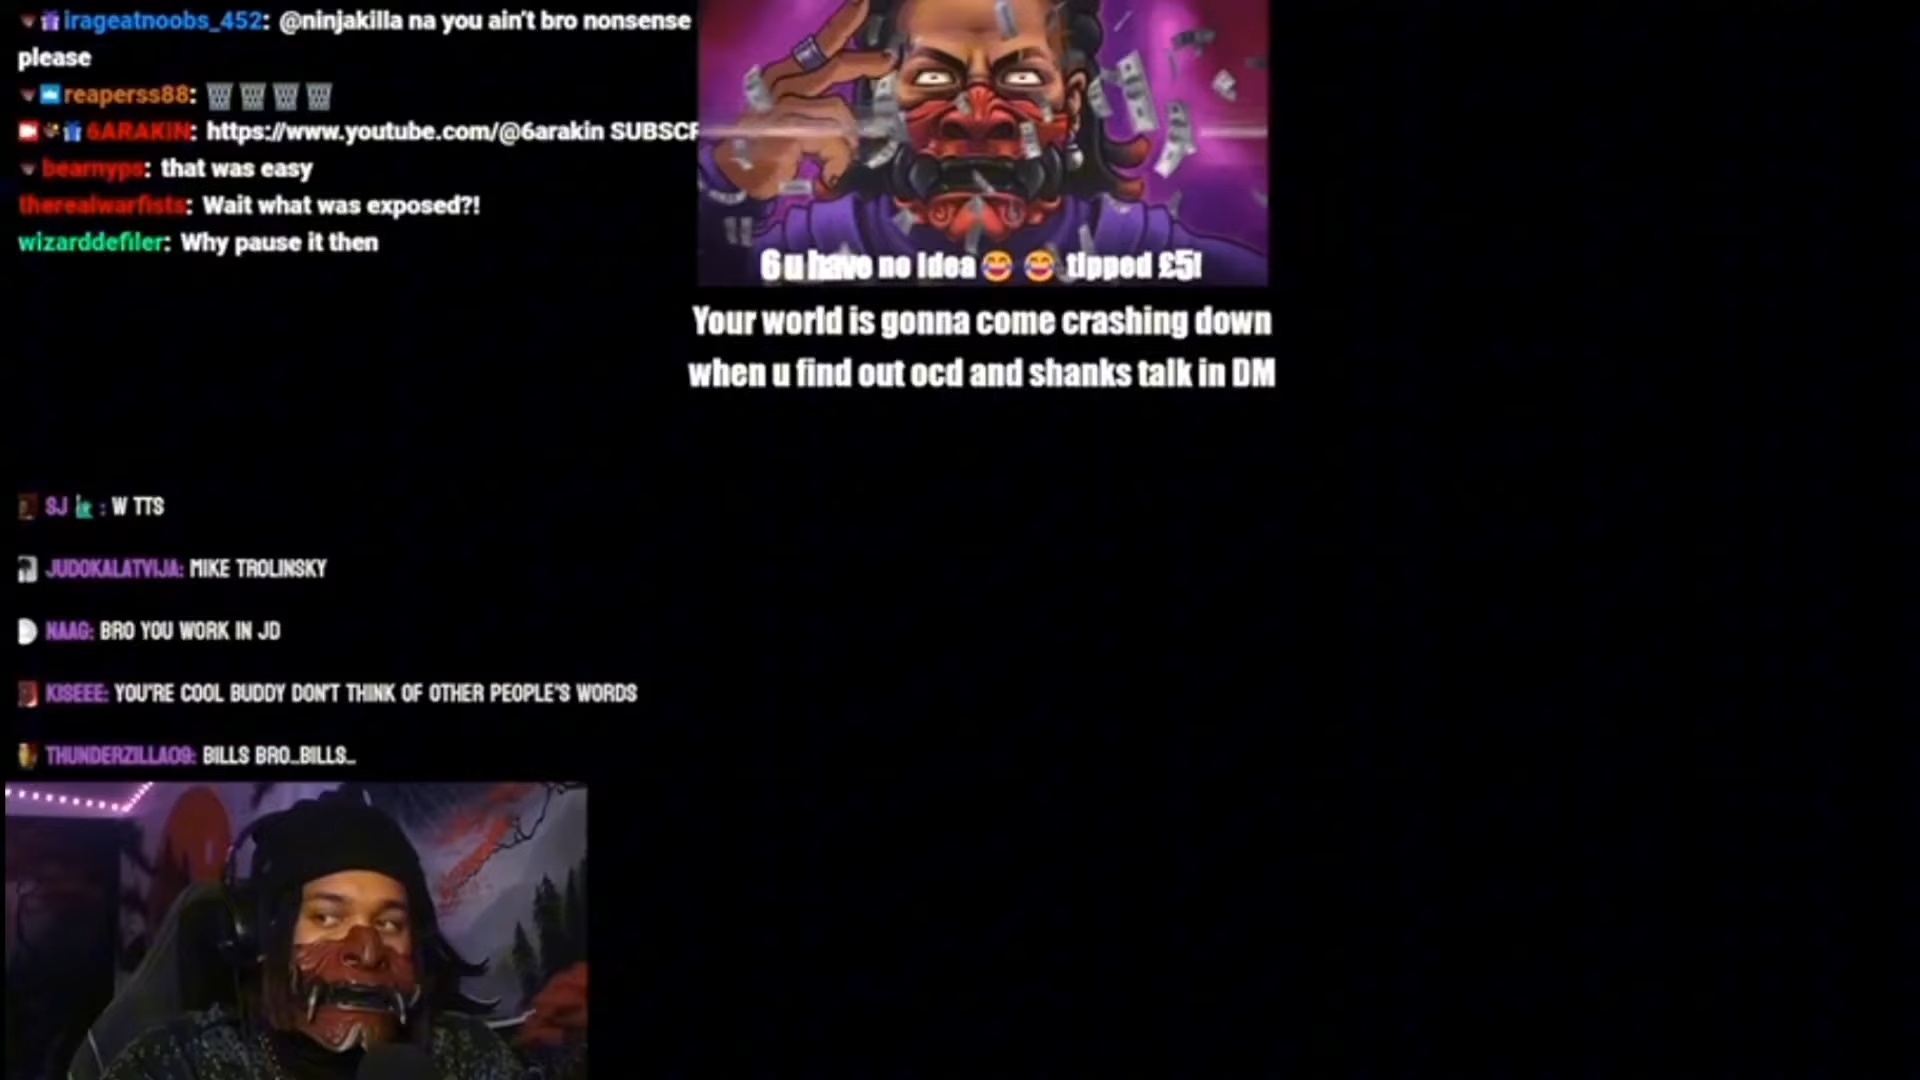 irageatnoobs_452: @ninjakilla na you ain't bro nonsense
please
reaperss88: 🗑️ 🗑️ 🗑️ 🗑️
6ARAKIN: https://www.youtube.com/@6arakin SUBSCR
bearnyps: that was easy
therealwarfists: Wait what was exposed?!
wizarddefiler: Why pause it then
6 u have no idea 😂 😂 tipped £5!
Your world is gonna come crashing down
when u find out ocd and shanks talk in DM
SJ : W TTS
JUDOKALATVIJA: MIKE TROLINSKY
NAAG: BRO YOU WORK IN JD
KISEEE: YOU'RE COOL BUDDY DON'T THINK OF OTHER PEOPLE'S WORDS
THUNDERZILLA09: BILLS BRO..BILLS..